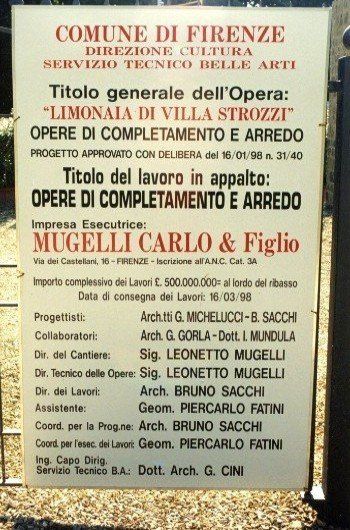 COMUNE DI FIRENZE
DIREZIONE CULTURA
SERVIZIO TECNICO BELLE ARTI
Titolo generale dell'Opera:
"LIMONAIA DI VILLA STROZZI"
OPERE DI COMPLETAMENTO E ARREDO
PROGETTO APPROVATO CON DELIBERA del 16/01/98 n. 31/40
Titolo del lavoro in appalto:
OPERE DI COMPLETAMENTO E ARREDO
Impresa Esecutrice:
MUGELLI CARLO & Figlio
Via dei Castellani, 16 - FIRENZE - Iscrizione all'A.N.C. Cat. 3A
Importo complessivo dei Lavori £. 500.000.000= al lordo del ribasso
Data di consegna dei Lavori: 16/03/98
Progettisti: Arch.tti G. MICHELUCCI - B. SACCHI
Collaboratori: Arch. G. GORLA - Dott. I. MUNDULA
Dir. del Cantiere: Sig. LEONETTO MUGELLI
Dir. Tecnico delle Opere: Sig. LEONETTO MUGELLI
Dir. dei Lavori: Arch. BRUNO SACCHI
Assistente: Geom. PIERCARLO FATINI
Coord. per la Prog.ne: Arch. BRUNO SACCHI
Coord. per l'esec. dei Lavori: Geom. PIERCARLO FATINI
Ing. Capo Dirig.
Servizio Tecnico B.A.: Dott. Arch. G. CINI